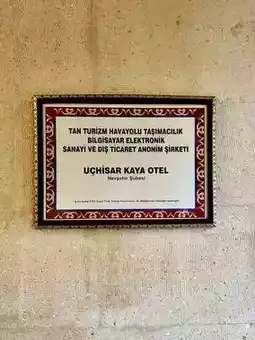 TAN TURİZM HAVAYOLU TAŞIMACILIK
BİLGİSAYAR ELEKTRONİK
SANAYİ VE DIŞ TİCARET ANONİM ŞİRKETİ
UÇHİSAR KAYA OTEL
Nevşehir Şubesi